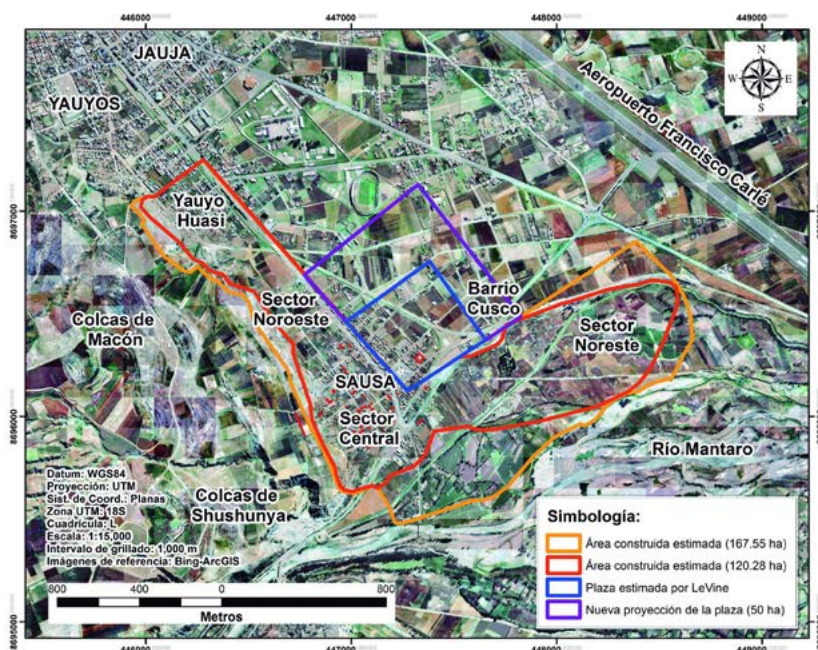 446000
447000
448000
449000
JAUJA
YAUYOS
Aeropuerto Francisco Carlé
N
W
E
S
8697000
Yauyo
Huasi
Barrio
Cusco
Sector
Noroeste
Sector
Noreste
Colcas de
Macón
SAUSA
Sector
Central
8696000
Río Mantaro
Colcas de
Shushunya
Datum: WGS84
Proyección: UTM
Sist. de Coord.: Planas
Zona UTM: 18S
Cuadrícula: L
Escala: 1:15,000
Intervalo de grillado: 1,000 m
Imágenes de referencia: Bing-ArcGIS
800 400 0 800
Metros
Simbología:
Área construida estimada (167.55 ha)
Área construida estimada (120.28 ha)
Plaza estimada por LeVine
Nueva proyección de la plaza (50 ha)
8695000
446000
447000
448000